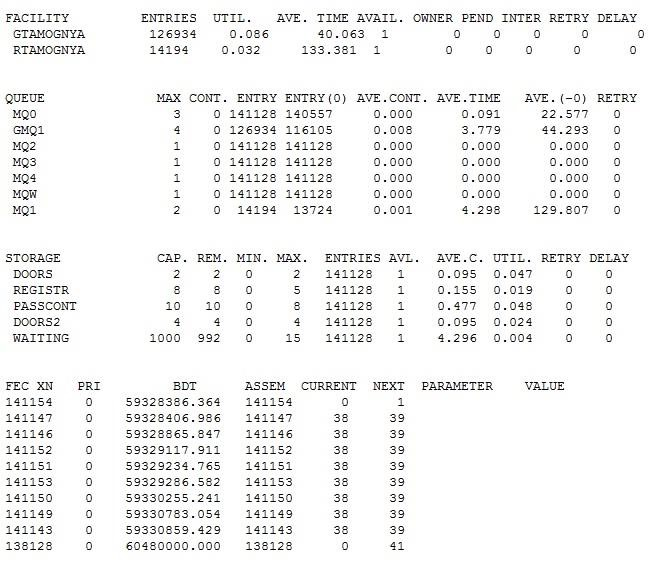 FACILITY ENTRIES UTIL. AVE. TIME AVAIL. OWNER PEND INTER RETRY DELAY
GTAMOGNYA 126934 0.086 40.063 1 0 0 0 0 0
RTAMOGNYA 14194 0.032 133.381 1 0 0 0 0 0
QUEUE MAX CONT. ENTRY ENTRY(0) AVE.CONT. AVE.TIME AVE.(-0) RETRY
MQ0 3 0 141128 140557 0.000 0.091 22.577 0
GMQ1 4 0 126934 116105 0.008 3.779 44.293 0
MQ2 1 0 141128 141128 0.000 0.000 0.000 0
MQ3 1 0 141128 141128 0.000 0.000 0.000 0
MQ4 1 0 141128 141128 0.000 0.000 0.000 0
MQW 1 0 141128 141128 0.000 0.000 0.000 0
MQ1 2 0 14194 13724 0.001 4.298 129.807 0
STORAGE CAP. REM. MIN. MAX. ENTRIES AVL. AVE.C. UTIL. RETRY DELAY
DOORS 2 2 0 2 141128 1 0.095 0.047 0 0
REGISTR 8 8 0 5 141128 1 0.155 0.019 0 0
PASSCONT 10 10 0 8 141128 1 0.477 0.048 0 0
DOORS2 4 4 0 4 141128 1 0.095 0.024 0 0
WAITING 1000 992 0 15 141128 1 4.296 0.004 0 0
FEC XN PRI BDT ASSEM CURRENT NEXT PARAMETER VALUE
141154 0 59328386.364 141154 0 1
141147 0 59328406.986 141147 38 39
141146 0 59328865.847 141146 38 39
141152 0 59329117.911 141152 38 39
141151 0 59329234.765 141151 38 39
141153 0 59329286.582 141153 38 39
141150 0 59330255.241 141150 38 39
141149 0 59330783.054 141149 38 39
141143 0 59330859.429 141143 38 39
138128 0 60480000.000 138128 0 41